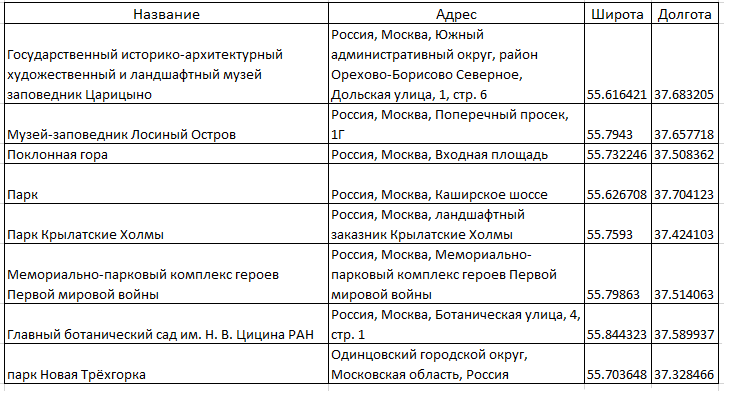 Название Адрес Широта Долгота
Государственный историко-архитектурный
художественный и ландшафтный музей
заповедник Царицыно
Россия, Москва, Южный
административный округ, район
Орехово-Борисово Северное,
Дольская улица, 1, стр. 6
55.616421 37.683205
Музей-заповедник Лосиный Остров
Россия, Москва, Поперечный просек,
1Г
55.7943 37.657718
Поклонная гора Россия, Москва, Входная площадь 55.732246 37.508362
Парк Россия, Москва, Каширское шоссе 55.626708 37.704123
Парк Крылатские Холмы
Россия, Москва, ландшафтный
заказник Крылатские Холмы
55.7593 37.424103
Мемориально-парковый комплекс героев
Первой мировой войны
Россия, Москва, Мемориально-
парковый комплекс героев Первой
мировой войны
55.79863 37.514063
Главный ботанический сад им. Н. В. Цицина РАН
Россия, Москва, Ботаническая улица, 4,
стр. 1
55.844323 37.589937
парк Новая Трёхгорка
Одинцовский городской округ,
Московская область, Россия
55.703648 37.328466